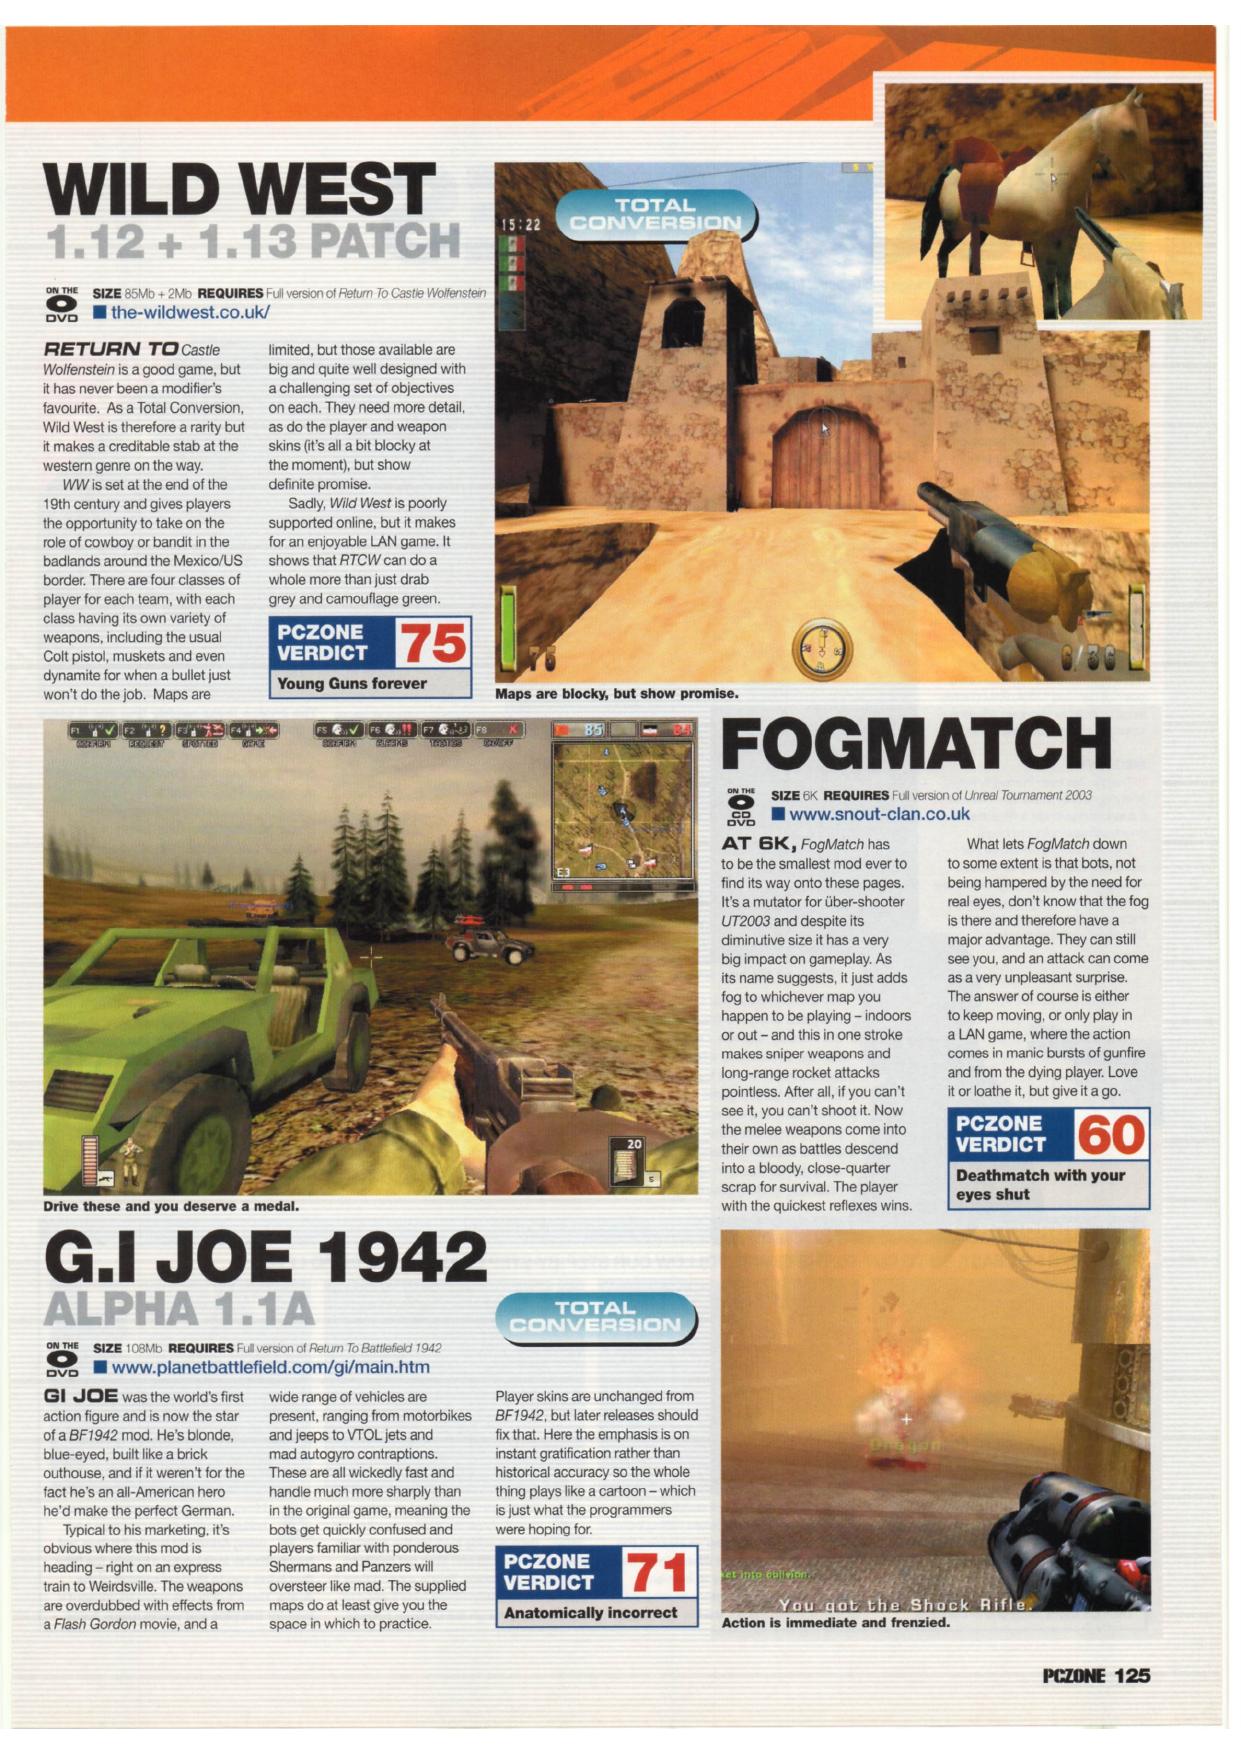 WILD WEST
1.12 + 1.13 PATCH
ON THE
DVD
SIZE 85Mb + 2Mb REQUIRES Full version of Return To Castle Wolfenstein
the-wildwest.co.uk/
RETURN TO Castle
Wolfenstein is a good game, but
it has never been a modifier's
favourite. As a Total Conversion,
Wild West is therefore a rarity but
it makes a creditable stab at the
western genre on the way.
WW is set at the end of the
19th century and gives players
the opportunity to take on the
role of cowboy or bandit in the
badlands around the Mexico/US
border. There are four classes of
player for each team, with each
class having its own variety of
weapons, including the usual
Colt pistol, muskets and even
dynamite for when a bullet just
won't do the job. Maps are
limited, but those available are
big and quite well designed with
a challenging set of objectives
on each. They need more detail,
as do the player and weapon
skins (it's all a bit blocky at
the moment), but show
definite promise.
Sadly, Wild West is poorly
supported online, but it makes
for an enjoyable LAN game. It
shows that RTCW can do a
whole more than just drab
grey and camouflage green.
PCZONE
VERDICT
75
Young Guns forever
TOTAL
CONVERSION
15:22
75
6/36
Maps are blocky, but show promise.
F1
F2
F3
F4
F5
F6
F7
F8
CONFIRM
REQUEST
SPOTTED
GAME
CONFIRM
ALARMS
TACTICS
ON/OFF
85
84
E3
20
5
Drive these and you deserve a medal.
FOGMATCH
ON THE
CD
DVD
SIZE 6K REQUIRES Full version of Unreal Tournament 2003
www.snout-clan.co.uk
AT 6K, FogMatch has
to be the smallest mod ever to
find its way onto these pages.
It's a mutator for über-shooter
UT2003 and despite its
diminutive size it has a very
big impact on gameplay. As
its name suggests, it just adds
fog to whichever map you
happen to be playing – indoors
or out – and this in one stroke
makes sniper weapons and
long-range rocket attacks
pointless. After all, if you can't
see it, you can't shoot it. Now
the melee weapons come into
their own as battles descend
into a bloody, close-quarter
scrap for survival. The player
with the quickest reflexes wins.
What lets FogMatch down
to some extent is that bots, not
being hampered by the need for
real eyes, don't know that the fog
is there and therefore have a
major advantage. They can still
see you, and an attack can come
as a very unpleasant surprise.
The answer of course is either
to keep moving, or only play in
a LAN game, where the action
comes in manic bursts of gunfire
and from the dying player. Love
it or loathe it, but give it a go.
PCZONE
VERDICT
60
Deathmatch with your
eyes shut
G.I JOE 1942
ALPHA 1.1A
TOTAL
CONVERSION
ON THE
DVD
SIZE 108Mb REQUIRES Full version of Return To Battlefield 1942
www.planetbattlefield.com/gi/main.htm
GI JOE was the world's first
action figure and is now the star
of a BF1942 mod. He's blonde,
blue-eyed, built like a brick
outhouse, and if it weren't for the
fact he's an all-American hero
he'd make the perfect German.
Typical to his marketing, it's
obvious where this mod is
heading – right on an express
train to Weirdsville. The weapons
are overdubbed with effects from
a Flash Gordon movie, and a
wide range of vehicles are
present, ranging from motorbikes
and jeeps to VTOL jets and
mad autogyro contraptions.
These are all wickedly fast and
handle much more sharply than
in the original game, meaning the
bots get quickly confused and
players familiar with ponderous
Shermans and Panzers will
oversteer like mad. The supplied
maps do at least give you the
space in which to practice.
Player skins are unchanged from
BF1942, but later releases should
fix that. Here the emphasis is on
instant gratification rather than
historical accuracy so the whole
thing plays like a cartoon – which
is just what the programmers
were hoping for.
PCZONE
VERDICT
71
Anatomically incorrect
Dragon
into oblivion.
You got the Shock Rifle.
Action is immediate and frenzied.
PCZONE 125